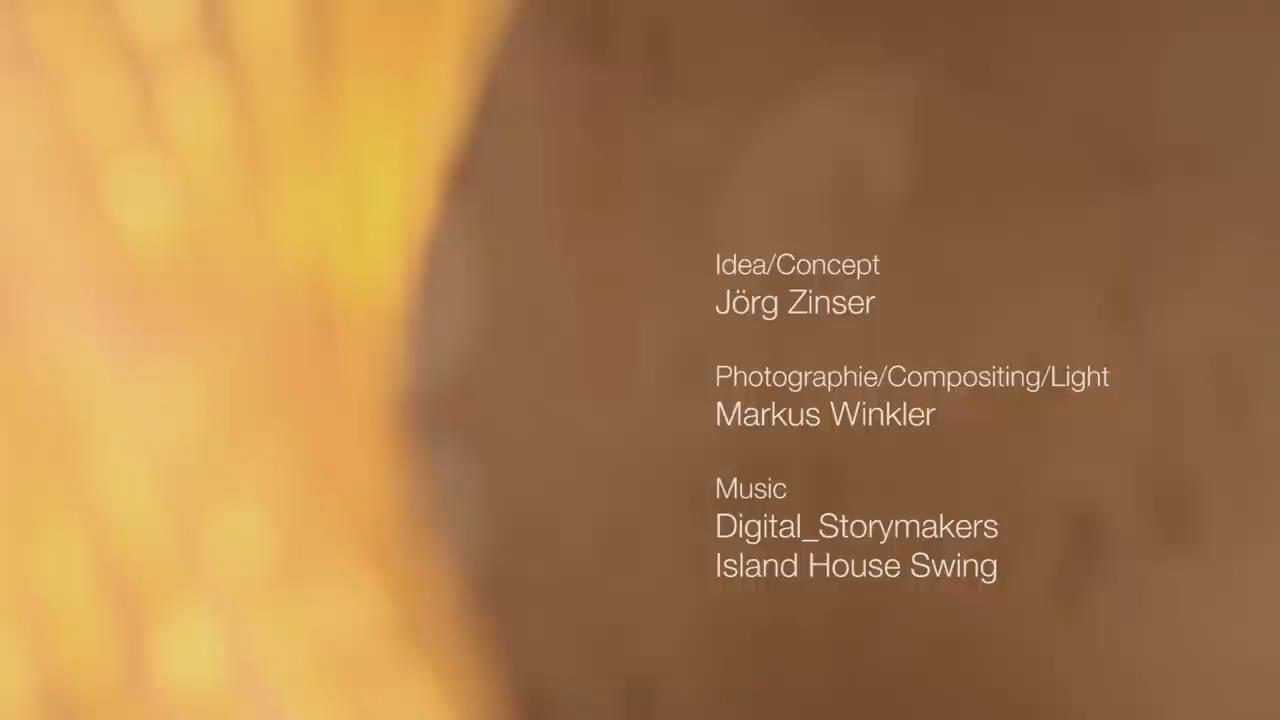 Idea/Concept
Jörg Zinser
Photographie/Compositing/Light
Markus Winkler
Music
Digital_Storymakers
Island House Swing